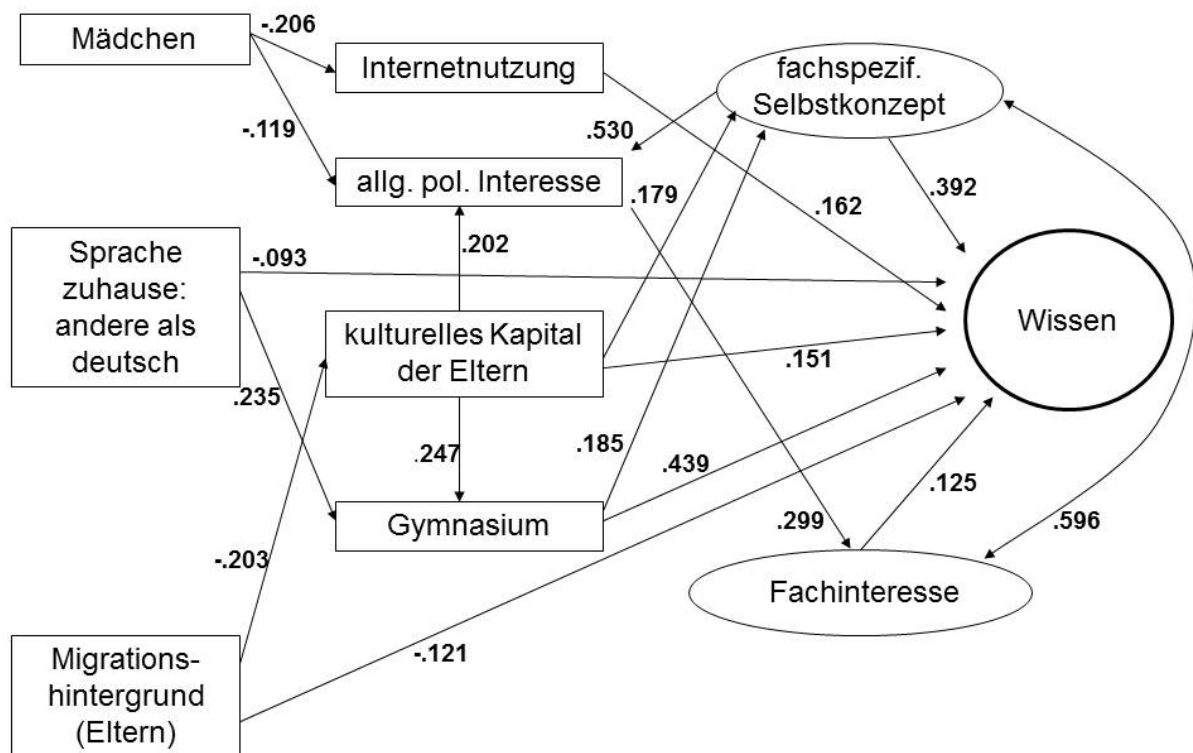 Mädchen
-.206
Internetnutzung
fachspezif.
Selbstkonzept
-.119
.530
allg. pol. Interesse
.179
.392
.162
Sprache
zuhause:
andere als
deutsch
-.093
.202
kulturelles Kapital
der Eltern
Wissen
.151
.235
.247
.185
.439
.125
Gymnasium
.299
.596
-.203
Fachinteresse
-.121
Migrations-
hintergrund
(Eltern)